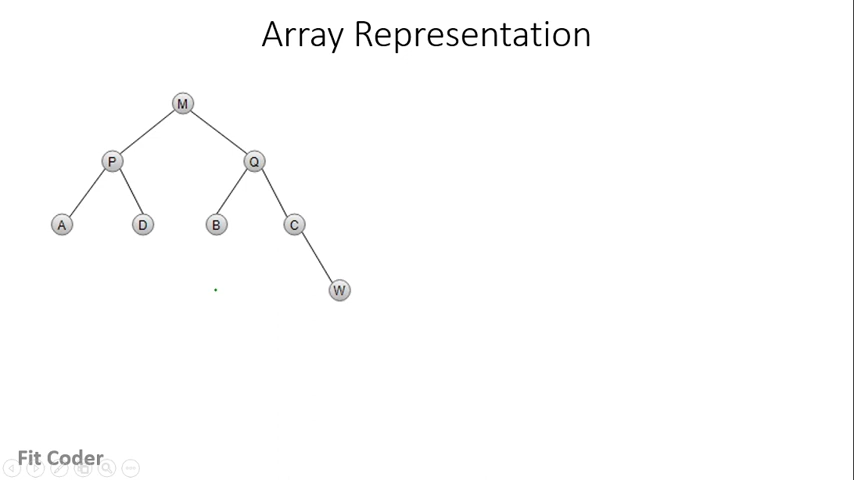 Array Representation
M
P Q
A D B C
W
Fit Coder